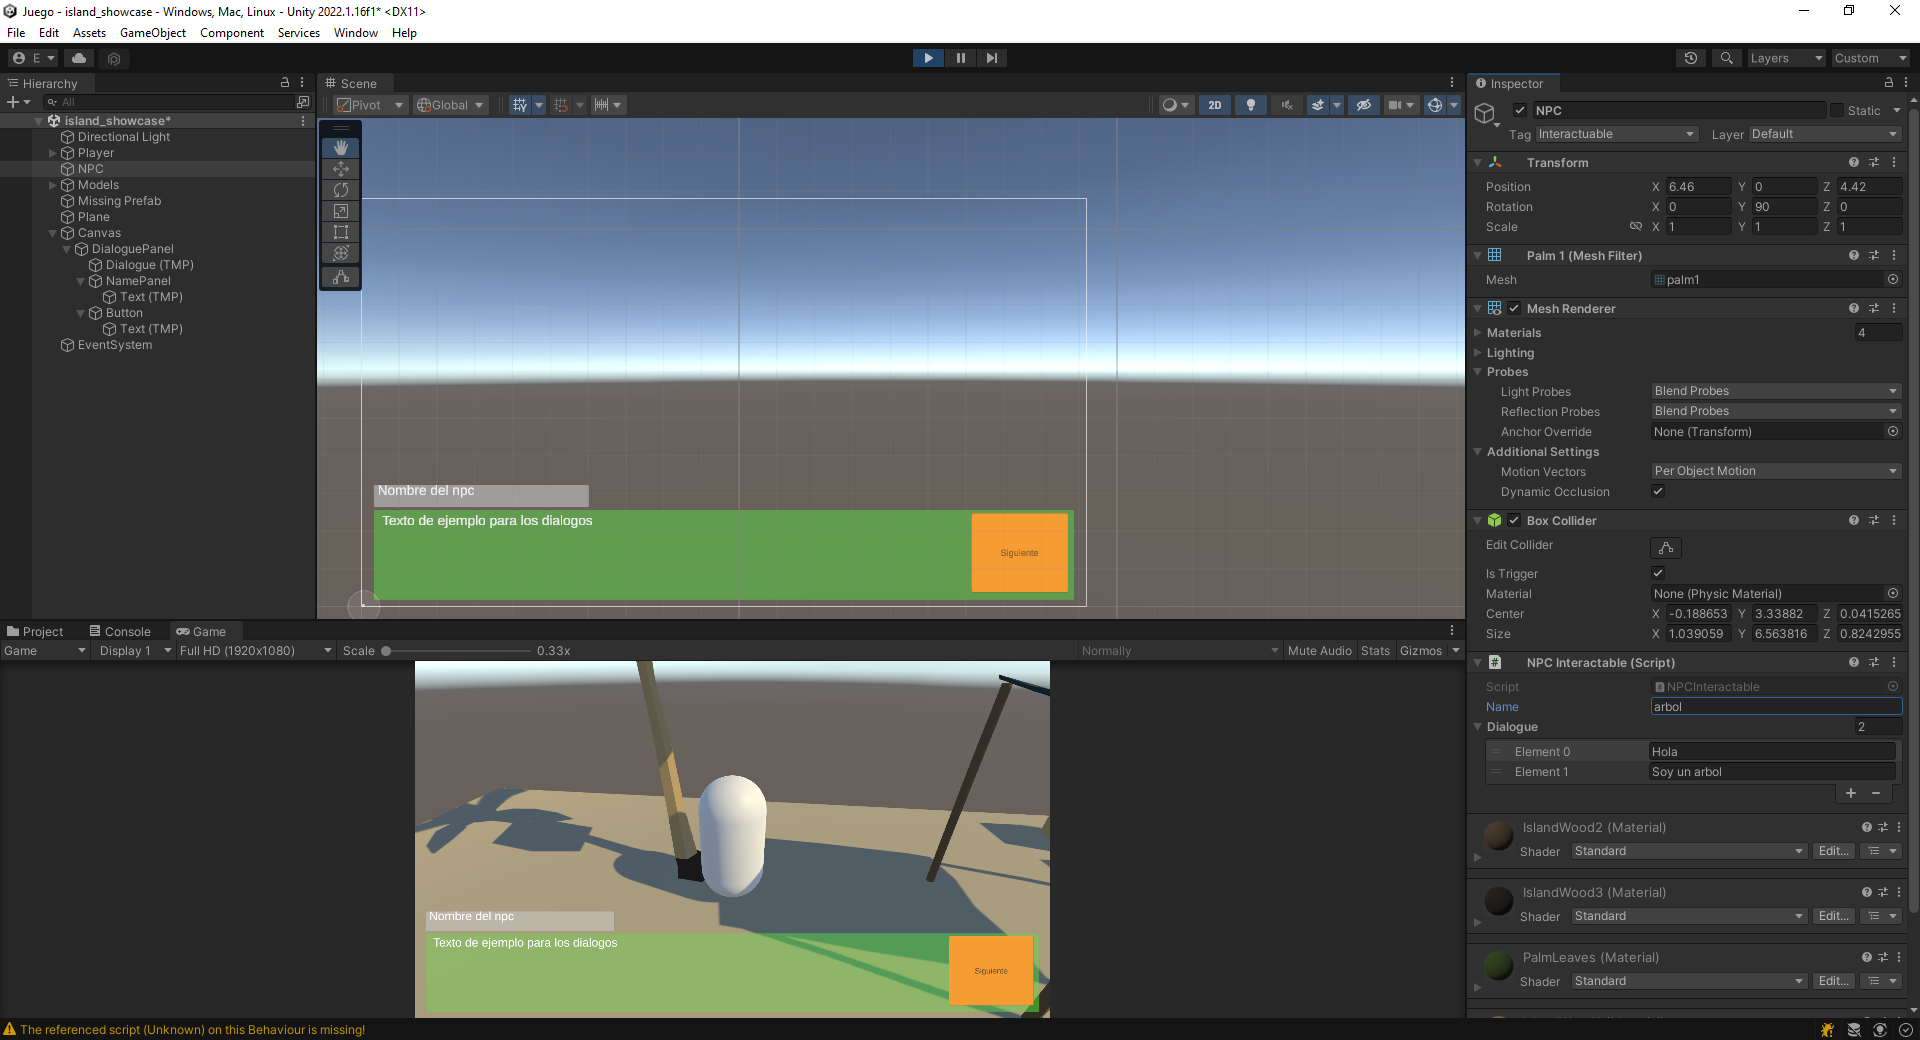 Juego - island_showcase - Windows, Mac, Linux - Unity 2022.1.16f1* <DX11>
File Edit Assets GameObject Component Services Window Help
E Layers Custom
Hierarchy
All
island_showcase*
Directional Light
Player
NPC
Models
Missing Prefab
Plane
Canvas
DialoguePanel
Dialogue (TMP)
NamePanel
Text (TMP)
Button
Text (TMP)
EventSystem
Scene
Pivot Global 2D
Nombre del npc
Texto de ejemplo para los dialogos
Siguiente
Project Console Game
Game Display 1 Full HD (1920x1080) Scale 0.33x Normally Mute Audio Stats Gizmos
Nombre del npc
Texto de ejemplo para los dialogos
Siguiente
The referenced script (Unknown) on this Behaviour is missing!
Inspector
NPC Static
Tag Interactuable Layer Default
Transform
Position X 6.46 Y 0 Z 4.42
Rotation X 0 Y 90 Z 0
Scale X 1 Y 1 Z 1
Palm 1 (Mesh Filter)
Mesh palm1
Mesh Renderer
Materials 4
Lighting
Probes
Light Probes Blend Probes
Reflection Probes Blend Probes
Anchor Override None (Transform)
Additional Settings
Motion Vectors Per Object Motion
Dynamic Occlusion
Box Collider
Edit Collider
Is Trigger
Material None (Physic Material)
Center X -0.188653 Y 3.33882 Z 0.0415265
Size X 1.039059 Y 6.563816 Z 0.8242955
NPC Interactable (Script)
Script NPCInteractable
Name arbol
Dialogue 2
Element 0 Hola
Element 1 Soy un arbol
IslandWood2 (Material)
Shader Standard Edit...
IslandWood3 (Material)
Shader Standard Edit...
PalmLeaves (Material)
Shader Standard Edit...